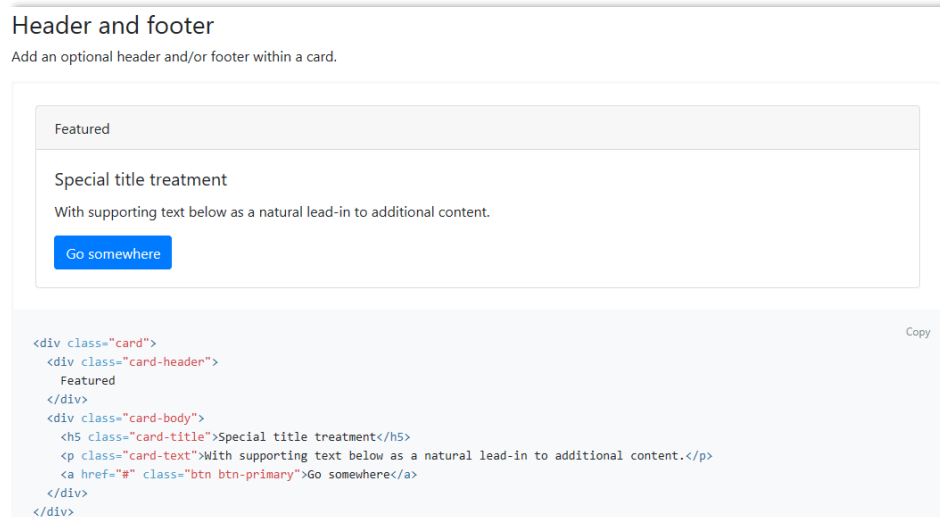 Header and footer
Add an optional header and/or footer within a card.
Featured
Special title treatment
With supporting text below as a natural lead-in to additional content.
Go somewhere
Copy
<div class="card">
  <div class="card-header">
    Featured
  </div>
  <div class="card-body">
    <h5 class="card-title">Special title treatment</h5>
    <p class="card-text">With supporting text below as a natural lead-in to additional content.</p>
    <a href="#" class="btn btn-primary">Go somewhere</a>
  </div>
</div>